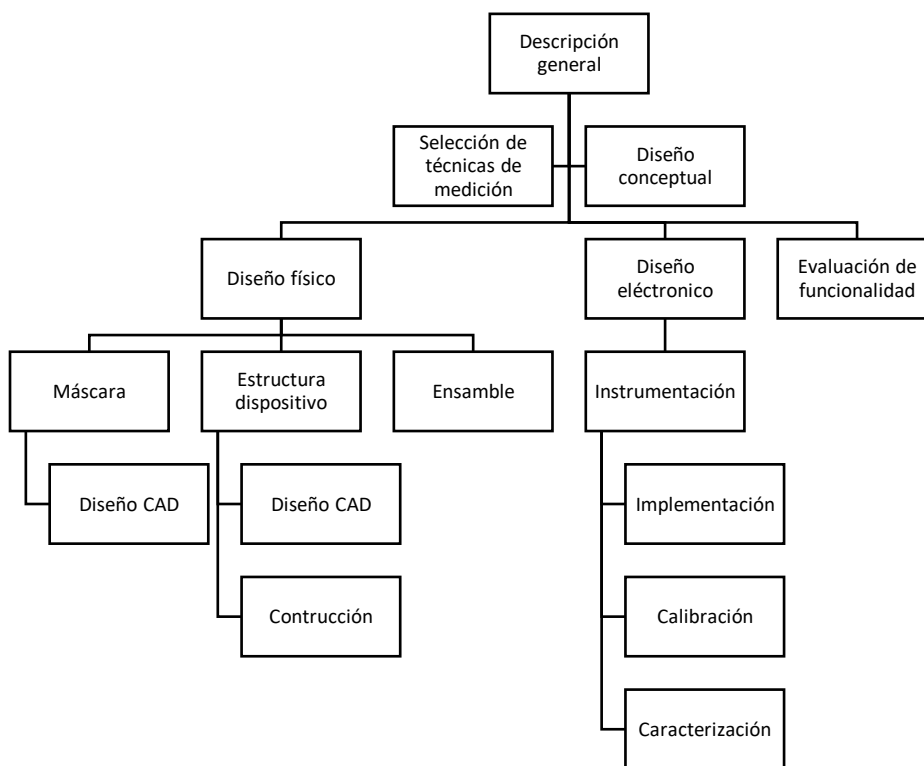 Descripción
general
Selección de
técnicas de
medición
Diseño
conceptual
Diseño físico
Diseño
eléctronico
Evaluación de
funcionalidad
Máscara
Estructura
dispositivo
Ensamble
Instrumentación
Diseño CAD
Diseño CAD
Implementación
Contrucción
Calibración
Caracterización